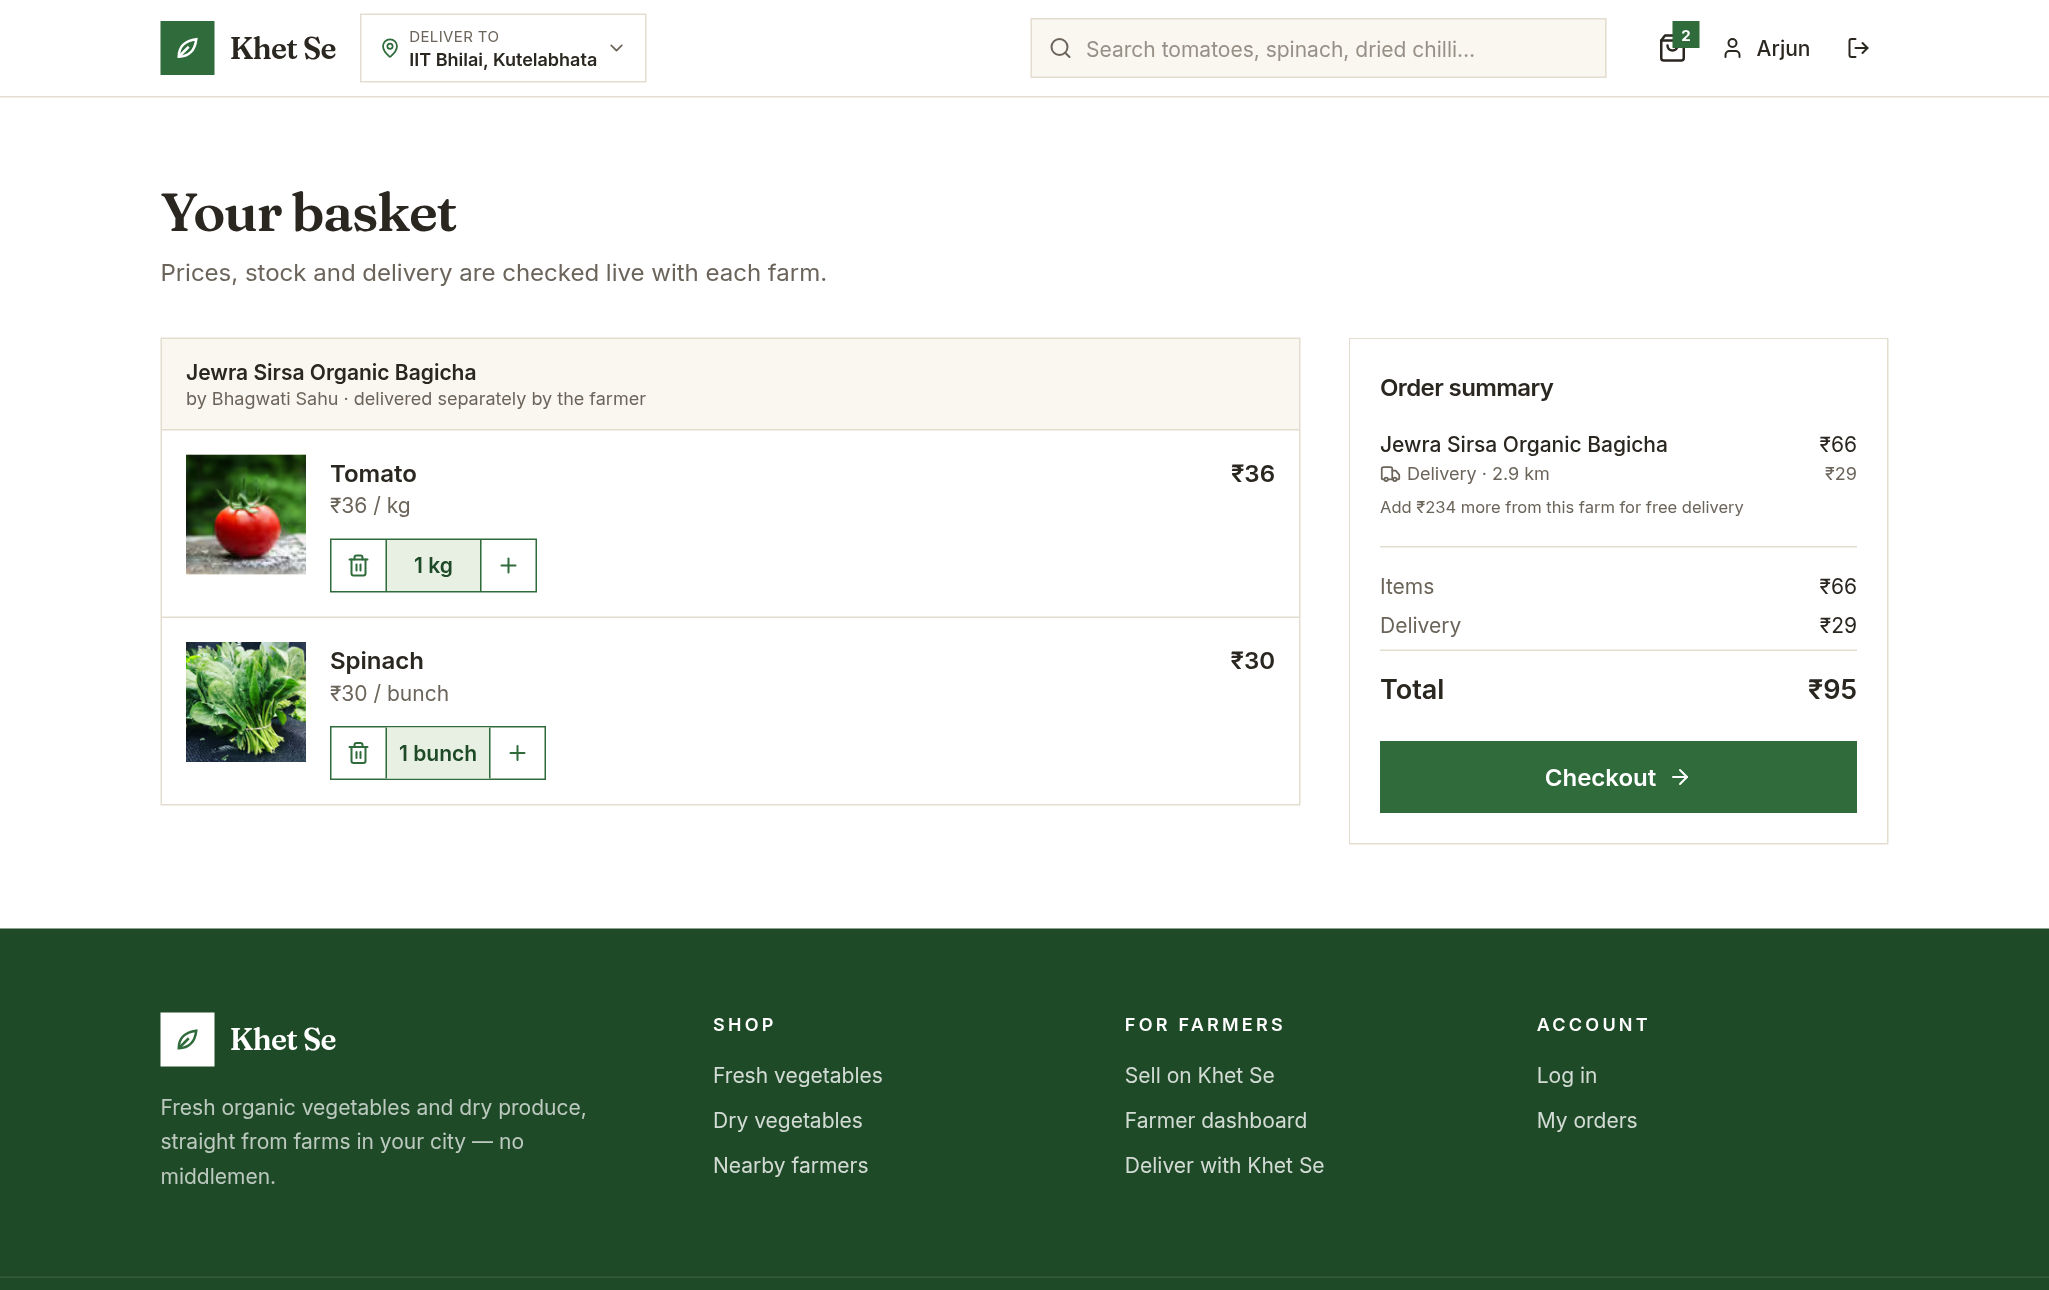 Khet Se
DELIVER TO
IIT Bhilai, Kutelabhata
Search tomatoes, spinach, dried chilli...
2
Arjun
Your basket
Prices, stock and delivery are checked live with each farm.
Jewra Sirsa Organic Bagicha
by Bhagwati Sahu · delivered separately by the farmer
Tomato
₹36
₹36 / kg
1 kg
Spinach
₹30
₹30 / bunch
1 bunch
Order summary
Jewra Sirsa Organic Bagicha ₹66
Delivery · 2.9 km ₹29
Add ₹234 more from this farm for free delivery
Items ₹66
Delivery ₹29
Total ₹95
Checkout
Khet Se
Fresh organic vegetables and dry produce,
straight from farms in your city — no
middlemen.
SHOP
Fresh vegetables
Dry vegetables
Nearby farmers
FOR FARMERS
Sell on Khet Se
Farmer dashboard
Deliver with Khet Se
ACCOUNT
Log in
My orders